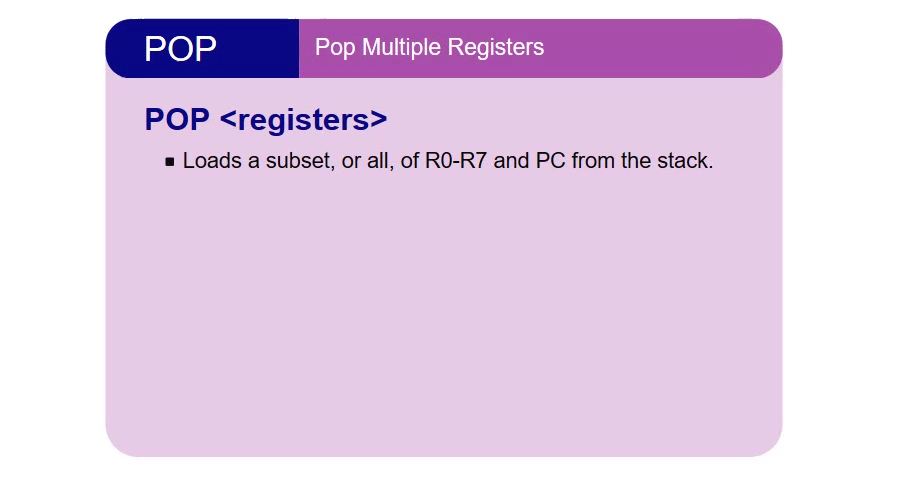 POP
Pop Multiple Registers
POP <registers>
▪ Loads a subset, or all, of R0-R7 and PC from the stack.